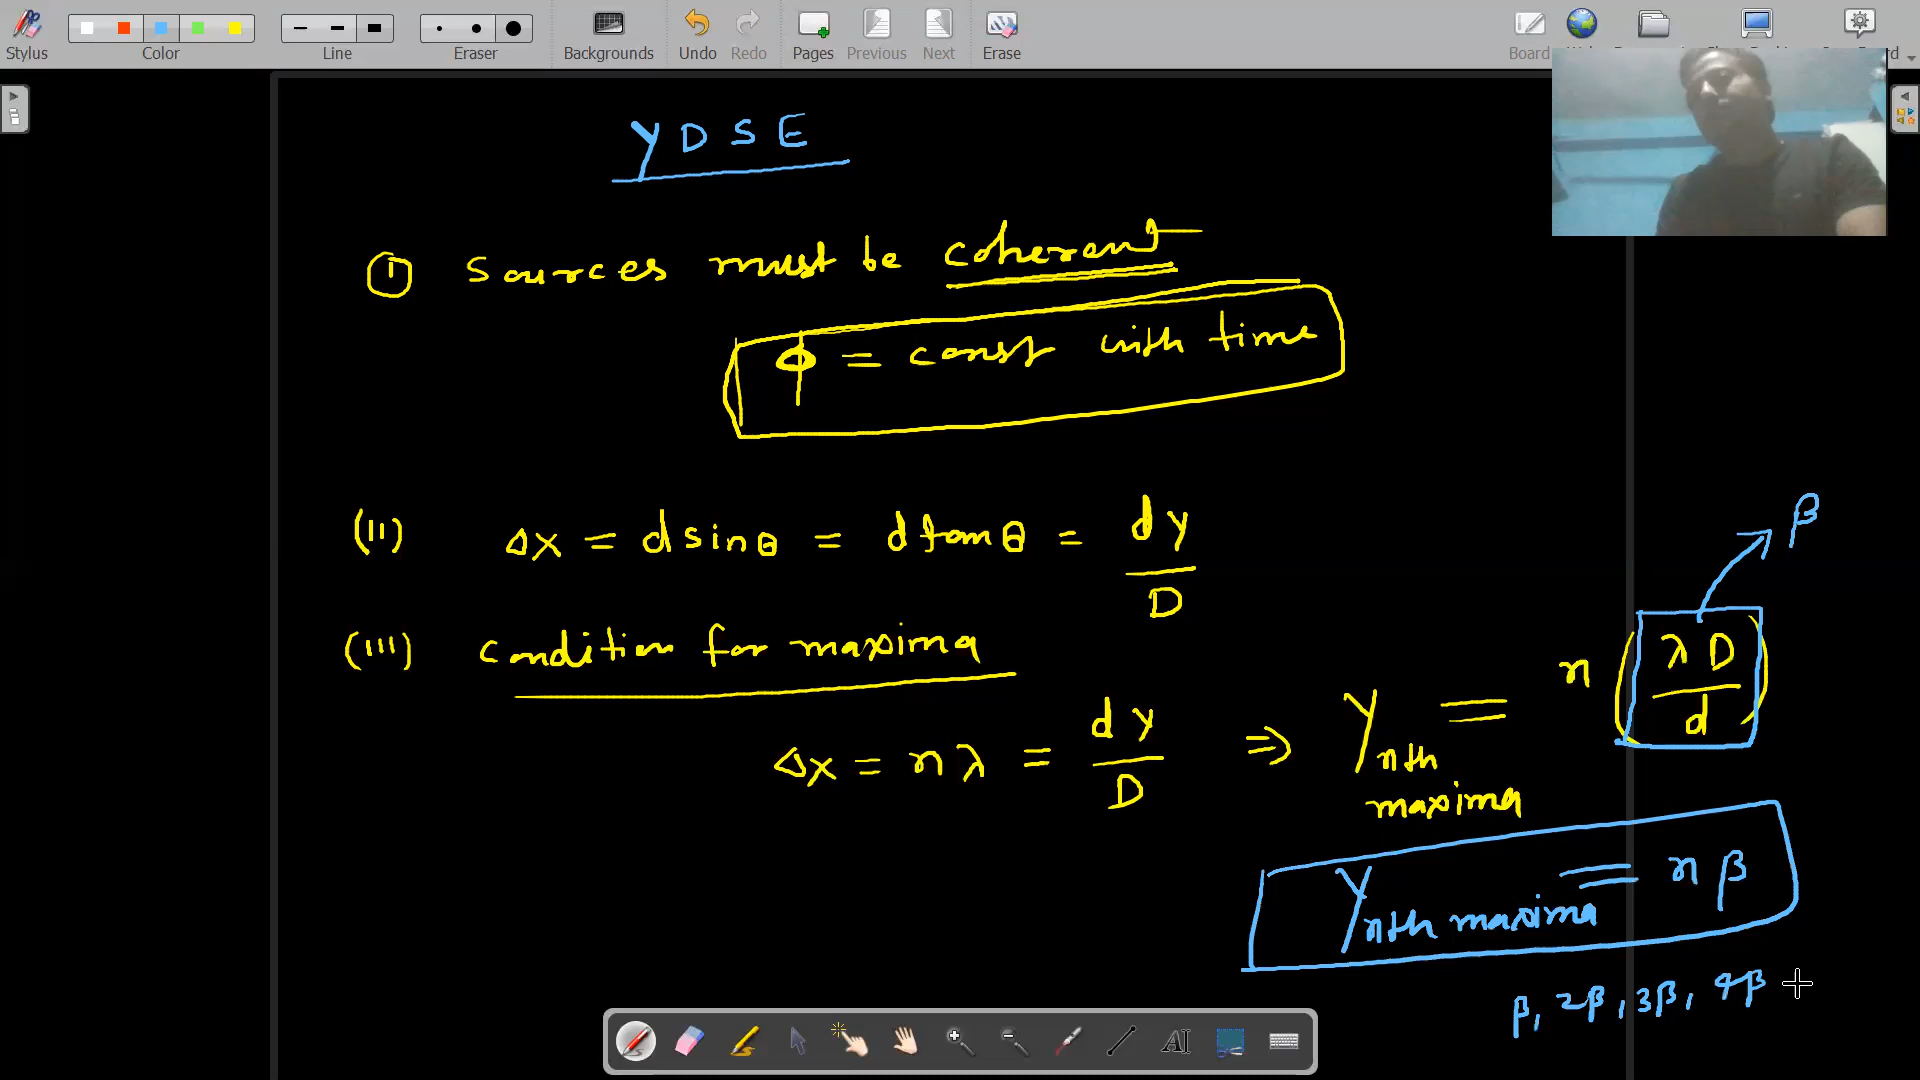 Stylus Color Line Eraser Backgrounds Undo Redo Pages Previous Next Erase Board
YDSE
① Sources must be coherent
ϕ = const with time
(II) Δx = d sinθ = d tanθ = dy/D
β
(III) condition for maxima
Δx = nλ = dy/D ⇒ y nth maxima = n (λD/d)
y nth maxima = nβ
β, 2β, 3β, 4β